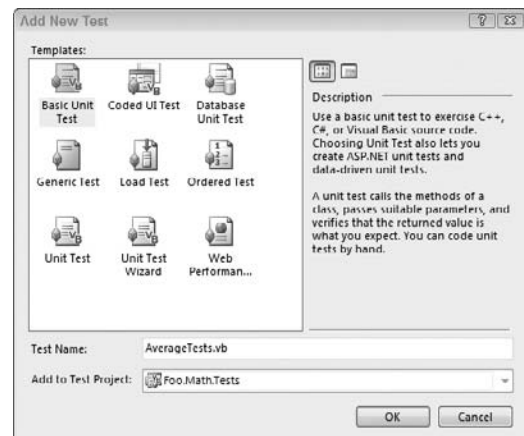 Add New Test
Templates:
Basic Unit
Test
Coded UI Test
Database
Unit Test
Generic Test
Load Test
Ordered Test
Unit Test
Unit Test
Wizard
Web
Performan...
Description
Use a basic unit test to exercise C++,
C#, or Visual Basic source code.
Choosing Unit Test also lets you
create ASP.NET unit tests and
data-driven unit tests.
A unit test calls the methods of a
class, passes suitable parameters, and
verifies that the returned value is
what you expect. You can code unit
tests by hand.
Test Name:
AverageTests.vb
Add to Test Project:
Foo.Math.Tests
OK
Cancel